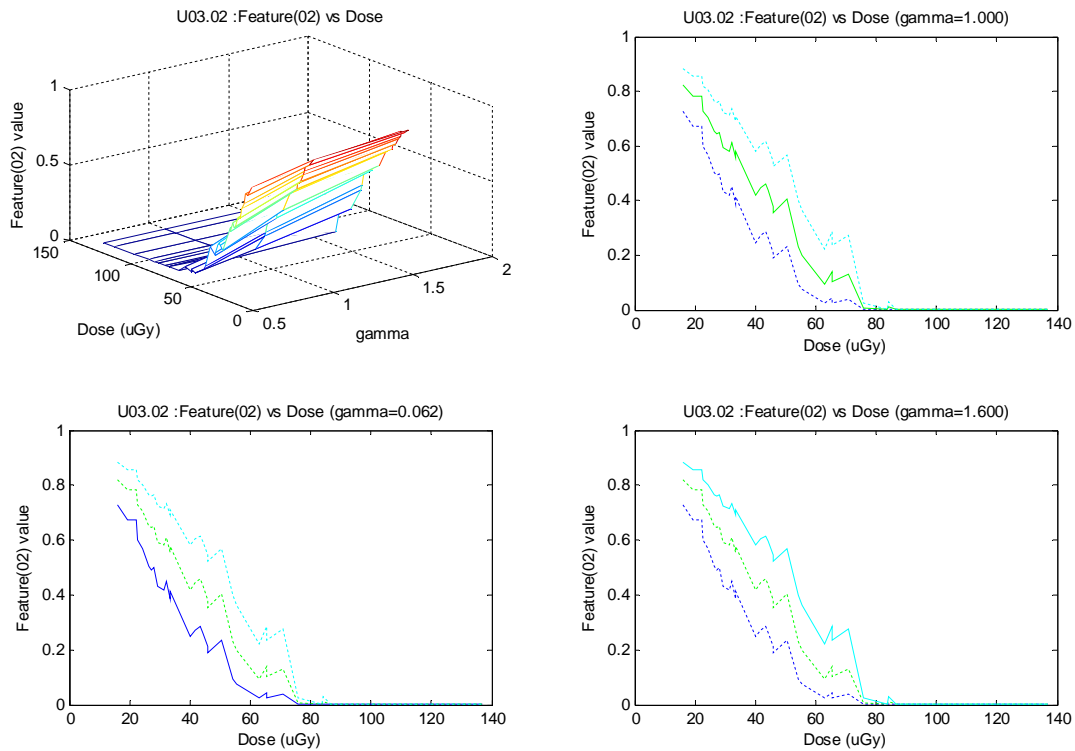 U03.02 :Feature(02) vs Dose
1
0.5
0
150
100
50
0
0.5
1
1.5
2
Feature(02) value
Dose (uGy)
gamma
U03.02 :Feature(02) vs Dose (gamma=1.000)
1
0.8
0.6
0.4
0.2
0
0 20 40 60 80 100 120 140
Feature(02) value
Dose (uGy)
U03.02 :Feature(02) vs Dose (gamma=0.062)
1
0.8
0.6
0.4
0.2
0
0 20 40 60 80 100 120 140
Feature(02) value
Dose (uGy)
U03.02 :Feature(02) vs Dose (gamma=1.600)
1
0.8
0.6
0.4
0.2
0
0 20 40 60 80 100 120 140
Feature(02) value
Dose (uGy)